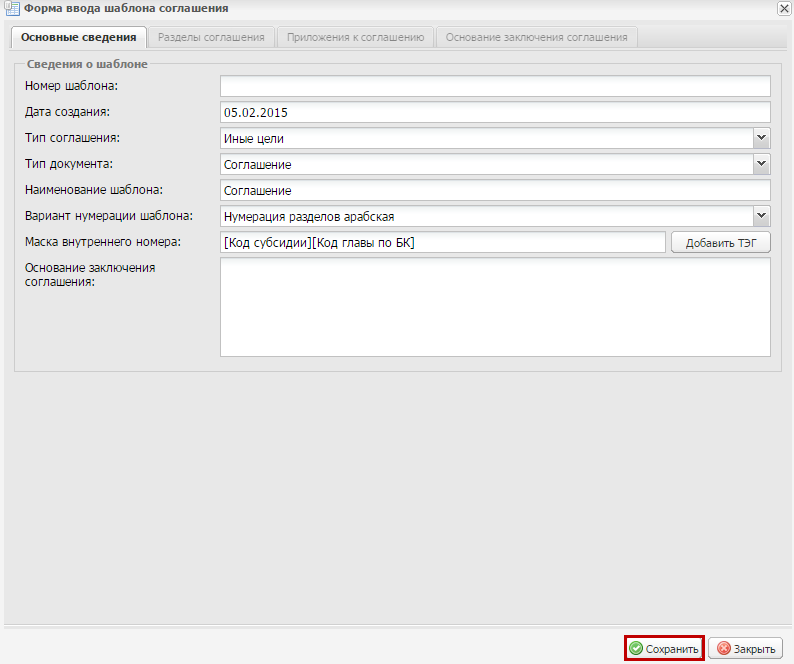 Форма ввода шаблона соглашения
Основные сведения
Разделы соглашения
Приложения к соглашению
Основание заключения соглашения
Сведения о шаблоне
Номер шаблона:
Дата создания: 05.02.2015
Тип соглашения: Иные цели
Тип документа: Соглашение
Наименование шаблона: Соглашение
Вариант нумерации шаблона: Нумерация разделов арабская
Маска внутреннего номера: [Код субсидии][Код главы по БК] Добавить ТЭГ
Основание заключения
соглашения:
Сохранить
Закрыть